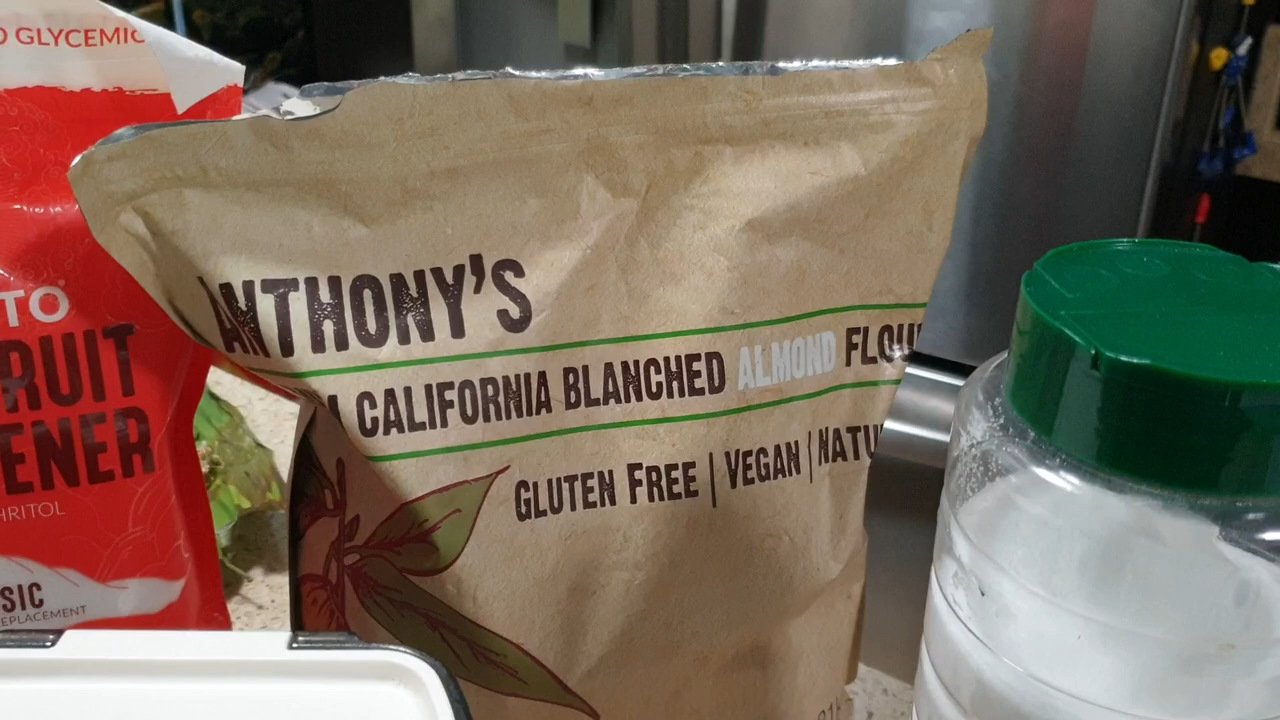 GLYCEMIC
TO
RUIT
ENER
HRITOL
SIC
EPLACEMENT
ANTHONY'S
CALIFORNIA BLANCHED ALMOND FLOU
GLUTEN FREE | VEGAN | NATU